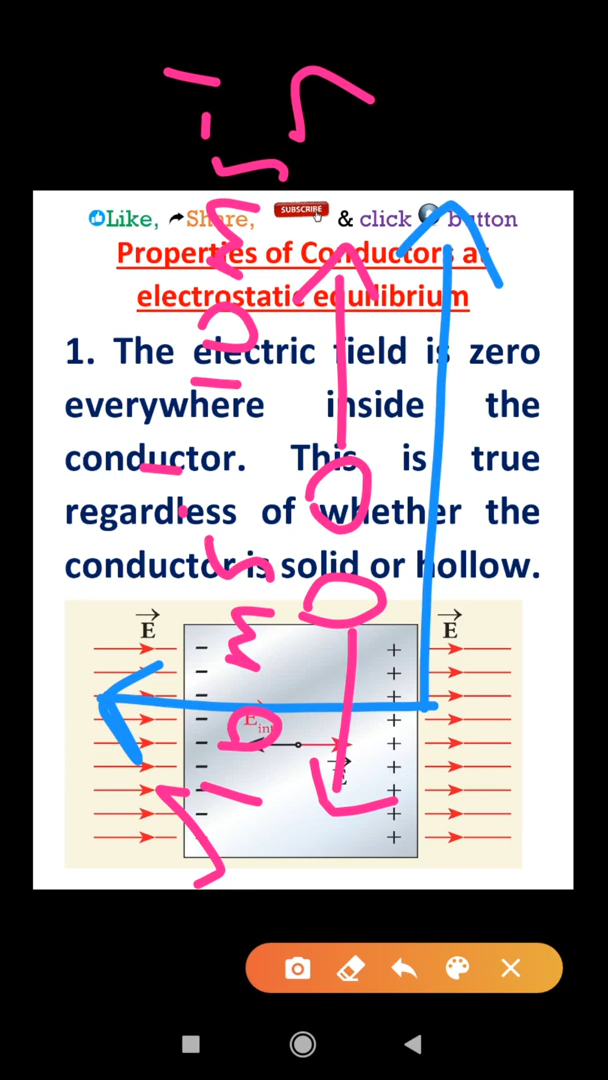 Like, Share, SUBSCRIBE & click button
Properties of Conductors at
electrostatic equilibrium
1. The electric field is zero
everywhere inside the
conductor. This is true
regardless of whether the
conductor is solid or hollow.
E E
− +
− +
− +
− +
− +
− +
− +
− +
− +
E int
E